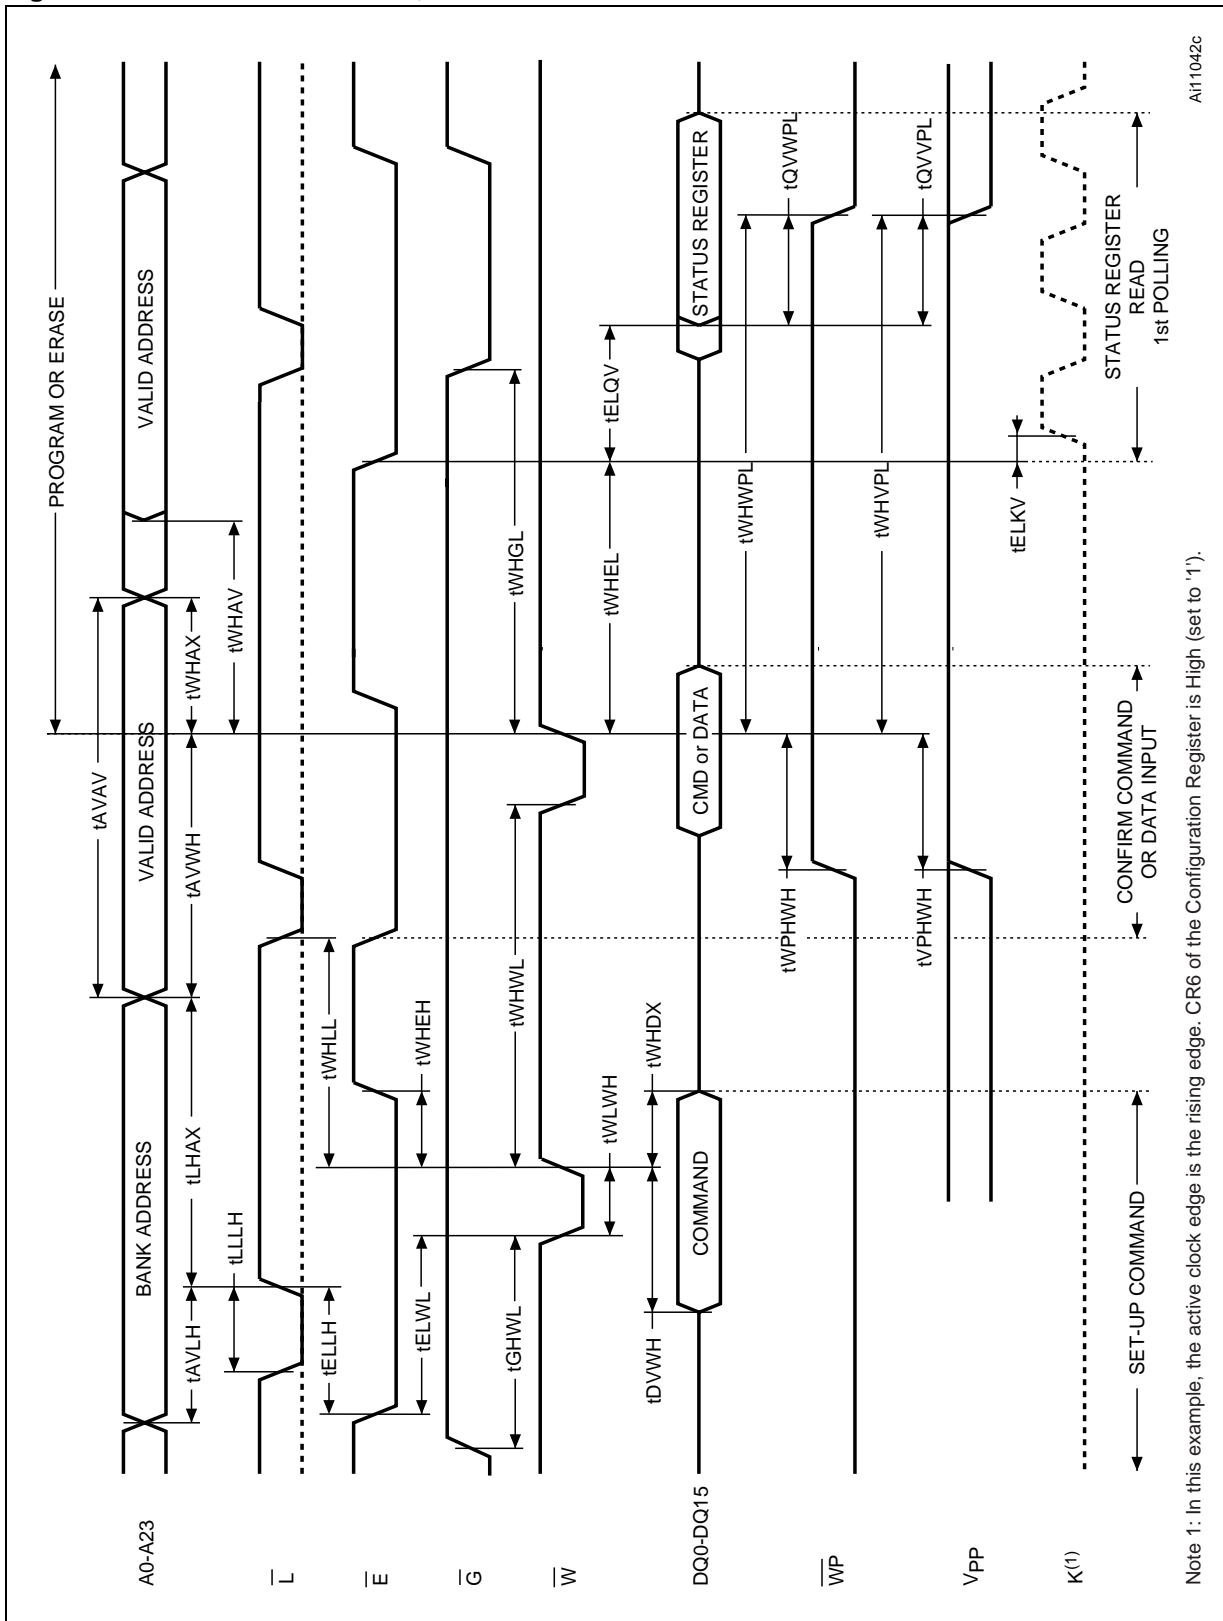 PROGRAM OR ERASE
A0-A23
BANK ADDRESS
VALID ADDRESS
VALID ADDRESS
tAVAV
tAVLH
tLHAX
tAVWH
tWHAX
tLLLH
tWHAV
L
tELLH
tWHLL
E
tELWL
tWHEH
G
tGHWL
tWHWL
tWHGL
W
tWLWH
tWHEL
tELQV
tDVWH
tWHDX
DQ0-DQ15
COMMAND
CMD or DATA
STATUS REGISTER
tWHWPL
tWPHWH
tQVWPL
WP
tWHVPL
tVPHWH
tQVVPL
VPP
tELKV
K(1)
SET-UP COMMAND
CONFIRM COMMAND
OR DATA INPUT
STATUS REGISTER
READ
1st POLLING
Ai11042c
Note 1: In this example, the active clock edge is the rising edge. CR6 of the Configuration Register is High (set to '1').